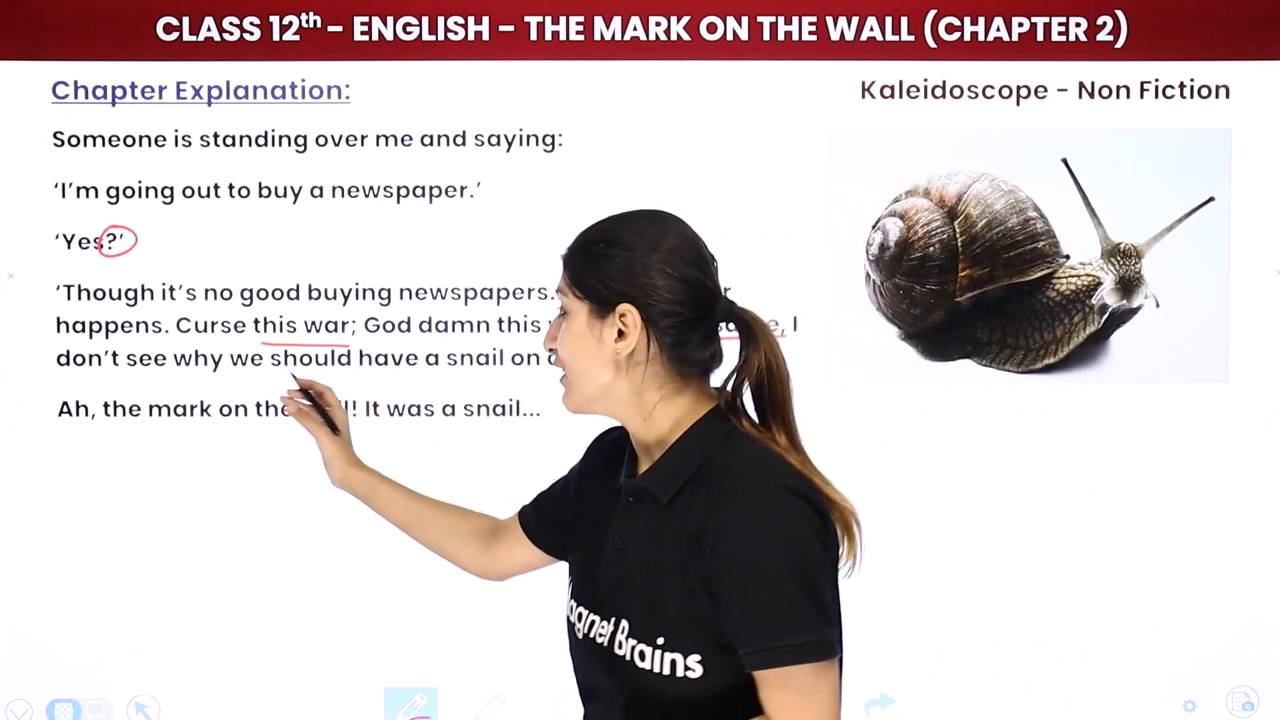 CLASS 12th - ENGLISH - THE MARK ON THE WALL (CHAPTER 2)
Chapter Explanation:
Kaleidoscope - Non Fiction
Someone is standing over me and saying:
‘I’m going out to buy a newspaper.’
‘Yes?’
‘Though it’s no good buying newspapers.
happens. Curse this war; God damn this I
don’t see why we should have a snail on
Ah, the mark on the It was a snail...
Magnet Brains